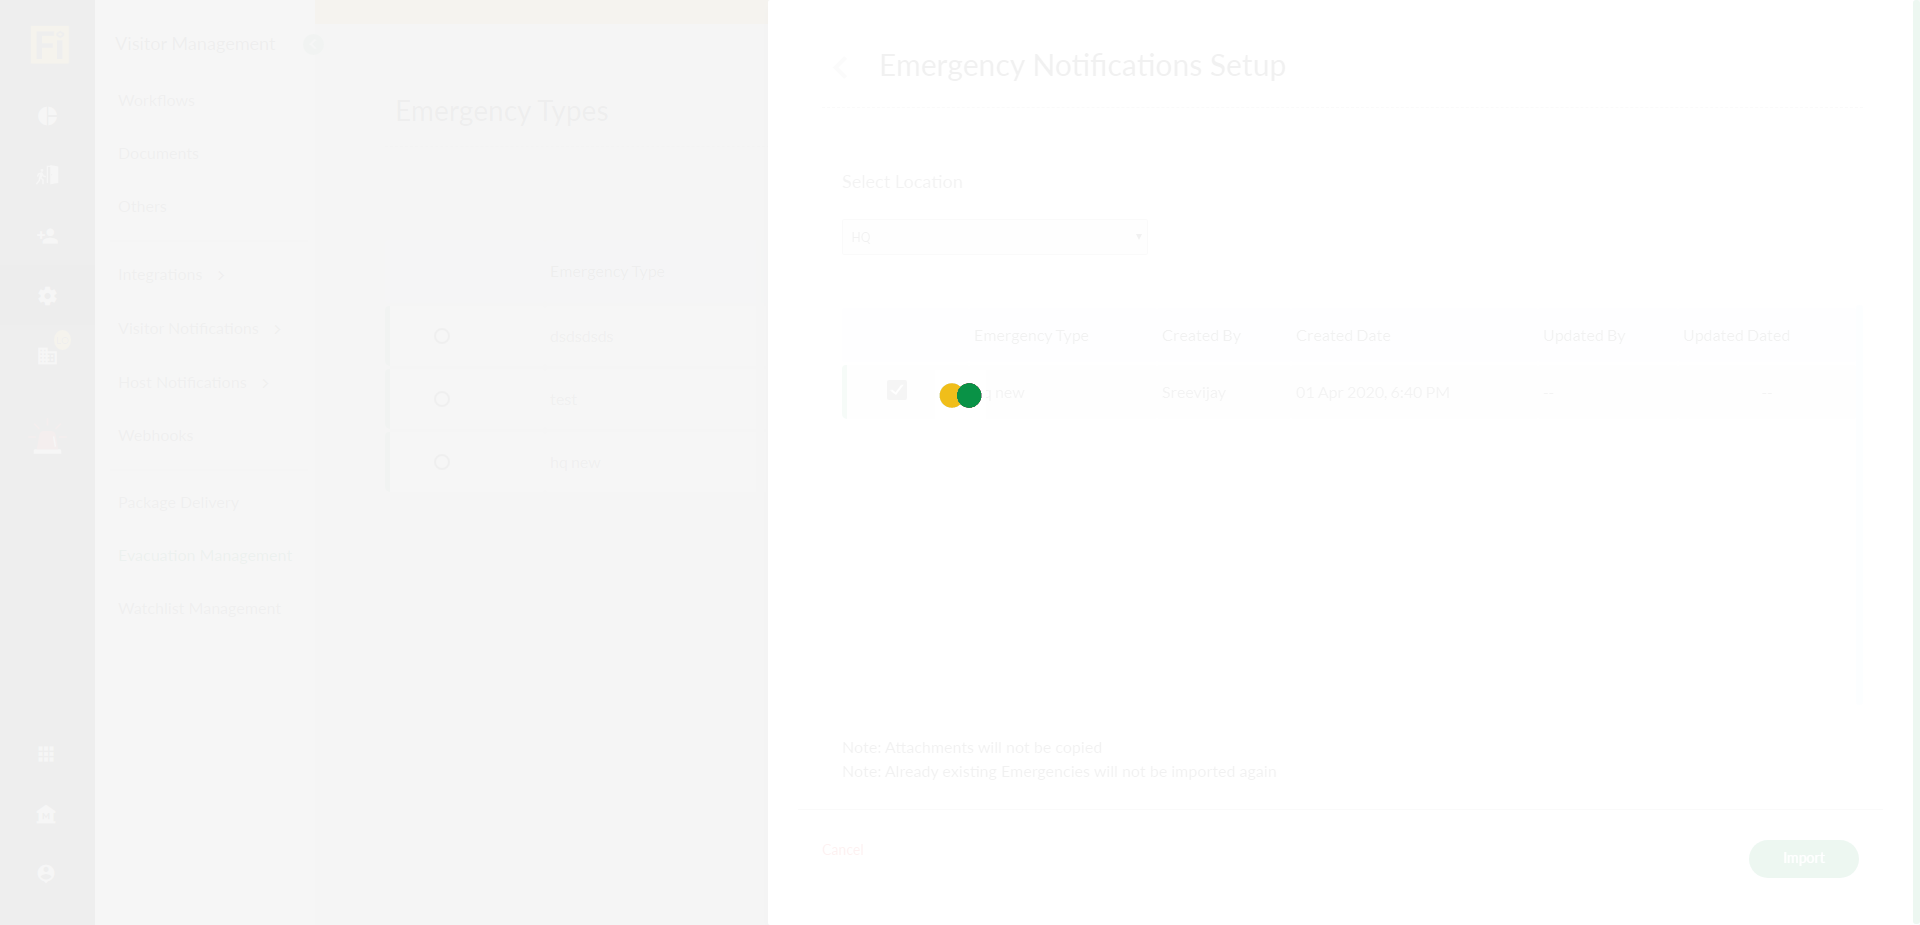 Fi
Visitor Management
Workflows
Documents
Others
Integrations
Visitor Notifications
Host Notifications
Webhooks
Package Delivery
Evacuation Management
Watchlist Management
Emergency Types
Emergency Type
dsdsdsds
test
hq new
Emergency Notifications Setup
Select Location
HQ
Emergency Type Created By Created Date Updated By Updated Dated
new Sreevijay 01 Apr 2020, 6:40 PM -- --
Note: Attachments will not be copied
Note: Already existing Emergencies will not be imported again
Cancel
Import